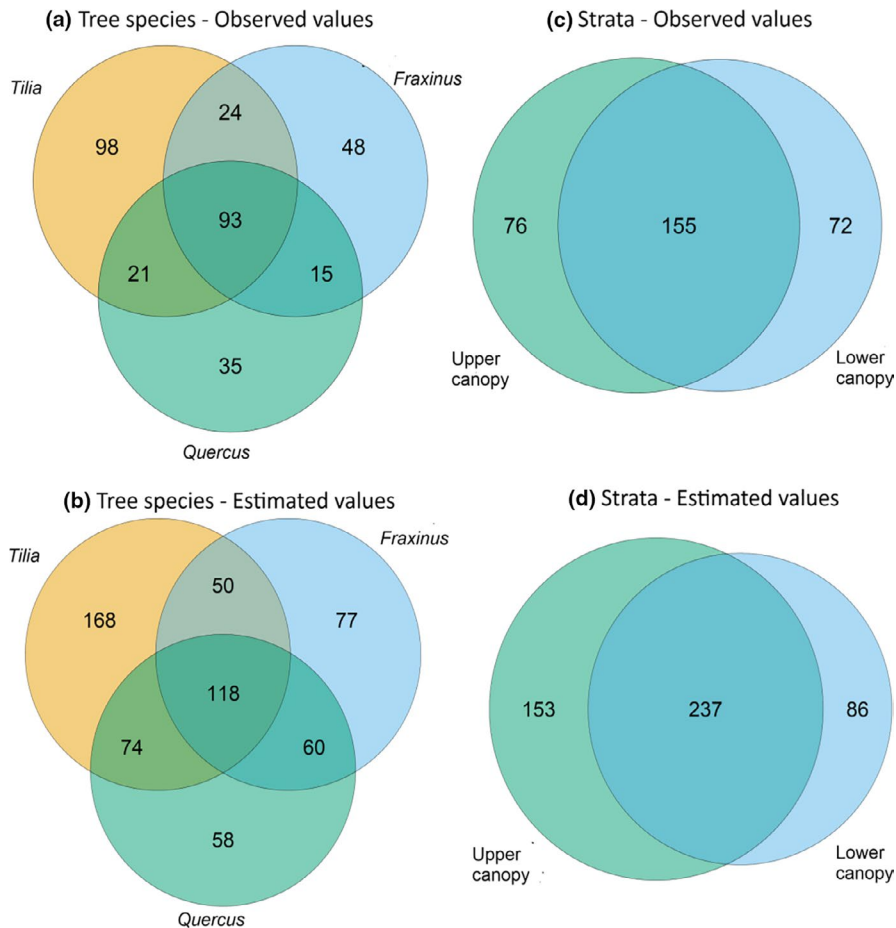 (a) Tree species - Observed values
Tilia
Fraxinus
24
98
48
93
21
15
35
Quercus
(c) Strata - Observed values
76
155
72
Upper
canopy
Lower
canopy
(b) Tree species - Estimated values
Tilia
Fraxinus
50
168
77
118
74
60
58
Quercus
(d) Strata - Estimated values
153
237
86
Upper
canopy
Lower
canopy